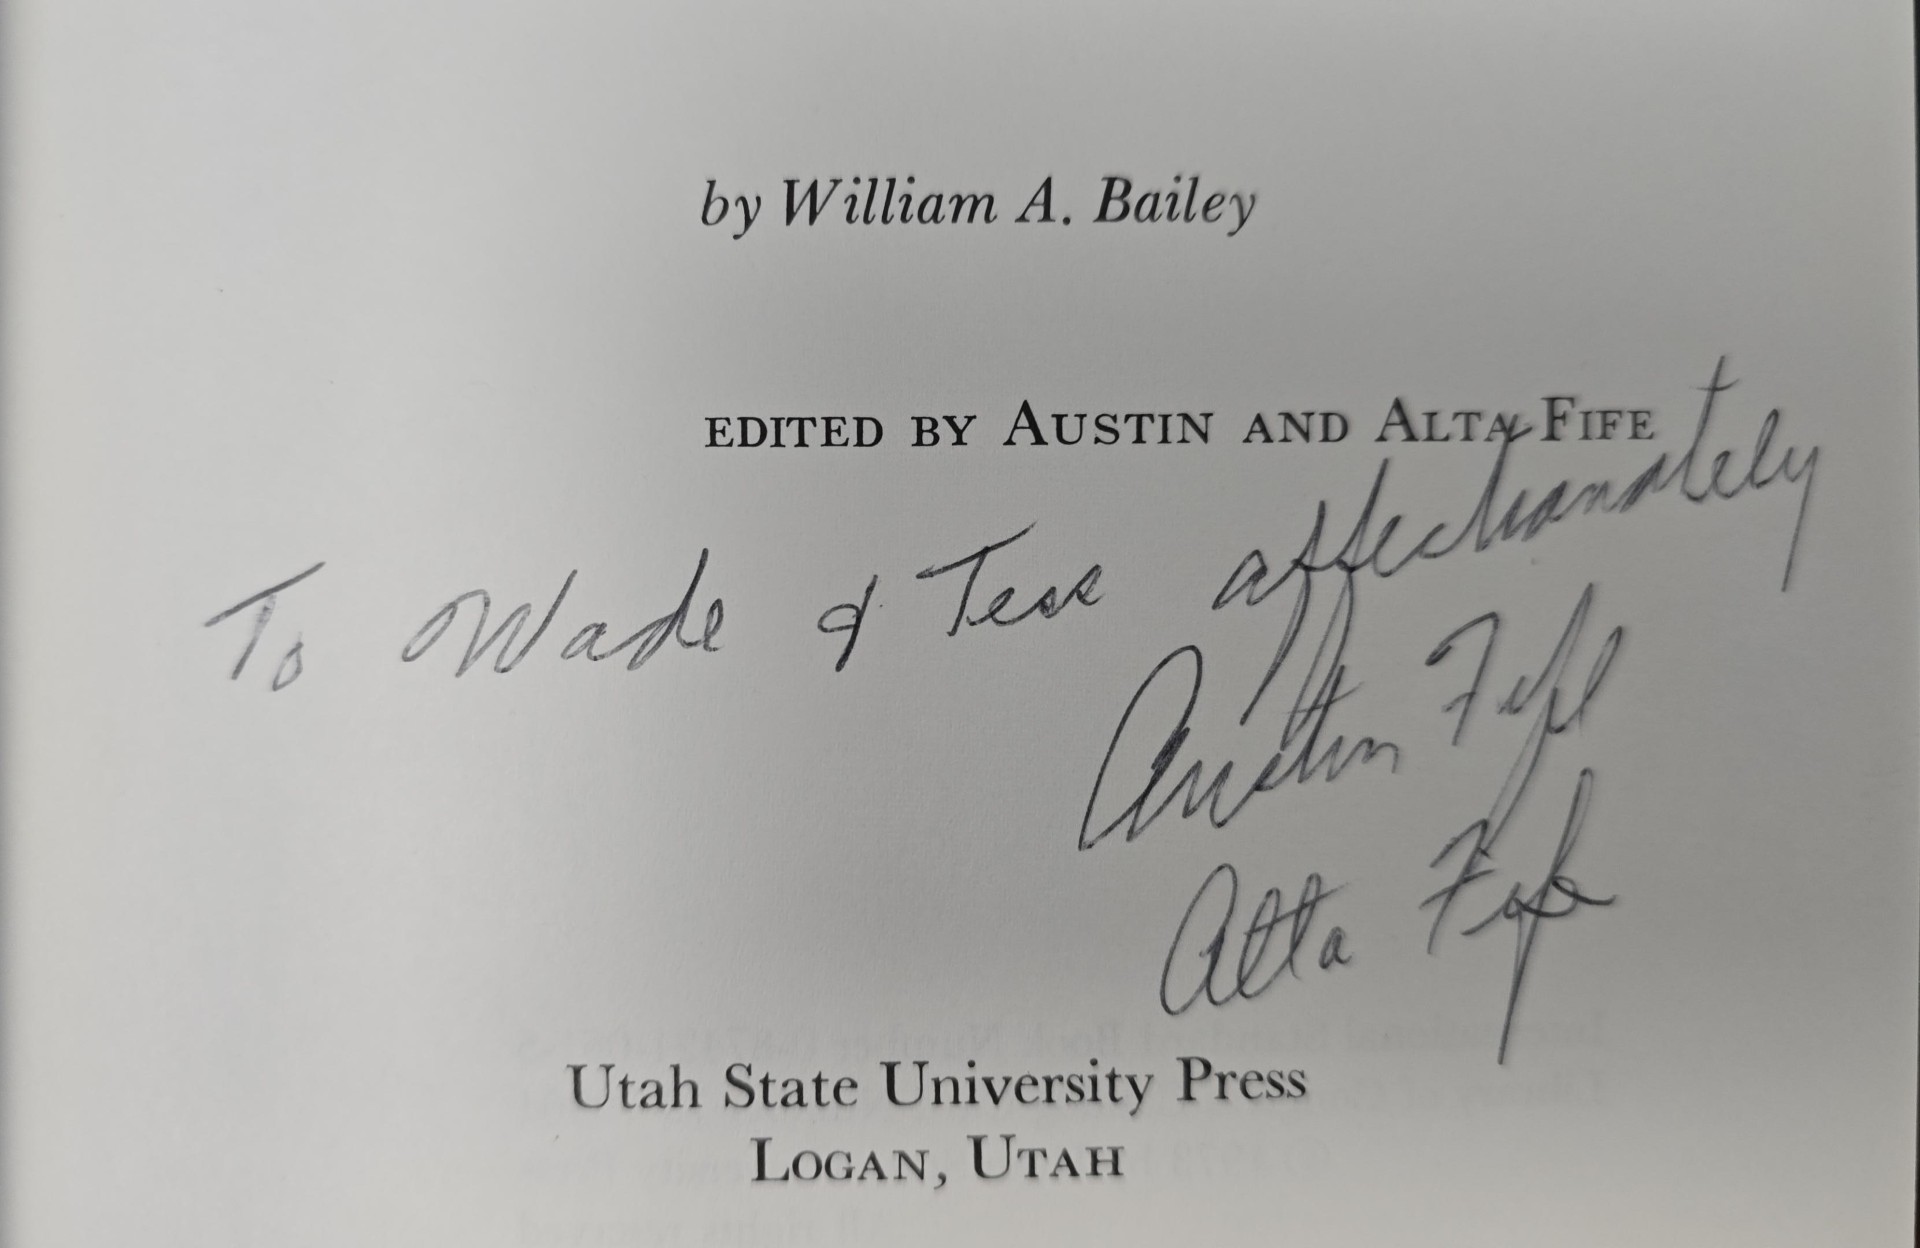 by William A. Bailey
EDITED BY AUSTIN AND ALTA FIFE
To Wade & Tess affectionately
Austin Fife
Alta Fife
Utah State University Press
LOGAN, UTAH